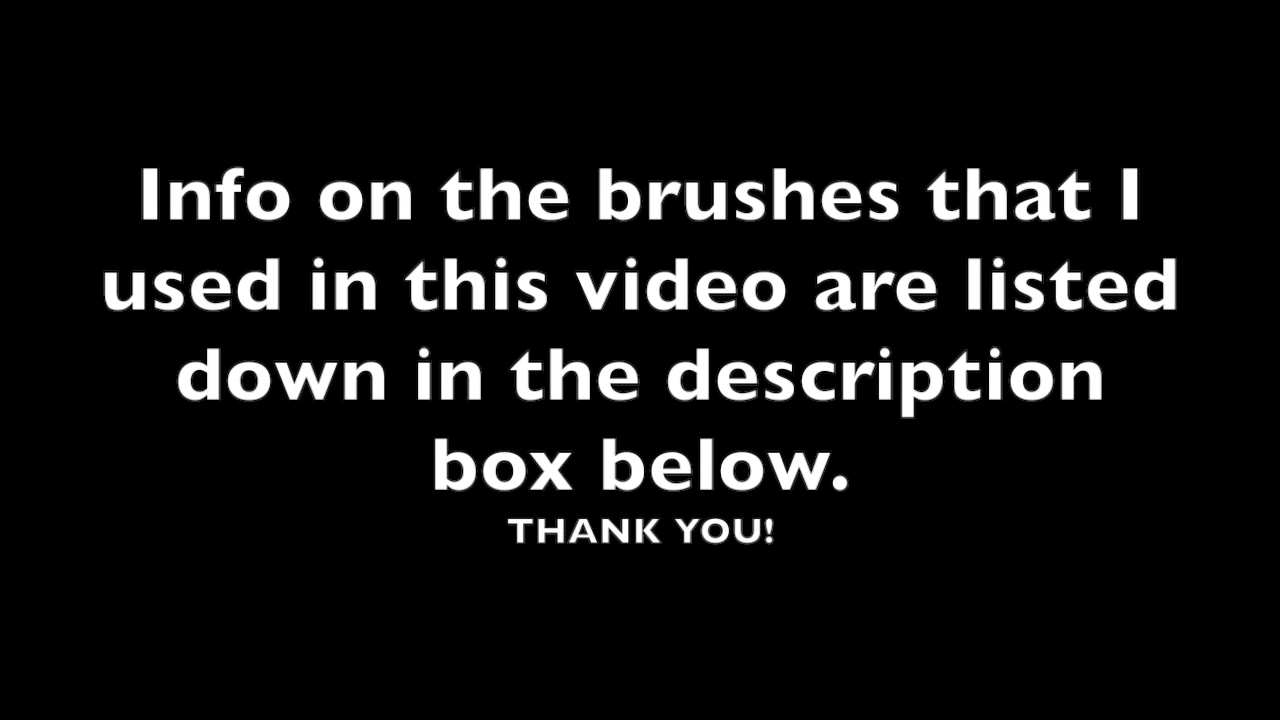 Info on the brushes that I
used in this video are listed
down in the description
box below.
THANK YOU!